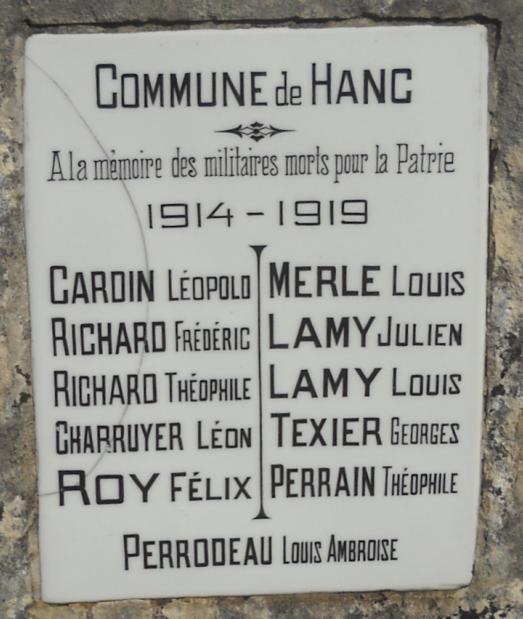 COMMUNE de HANC
A la mémoire des militaires morts pour la Patrie
1914 - 1919
CARDIN LÉOPOLD
RICHARD FRÉDÉRIC
RICHARD THÉOPHILE
CHARRUYER LÉON
ROY FÉLIX
MERLE LOUIS
LAMY JULIEN
LAMY LOUIS
TEXIER GEORGES
PERRAIN THÉOPHILE
PERRODEAU LOUIS AMBROISE